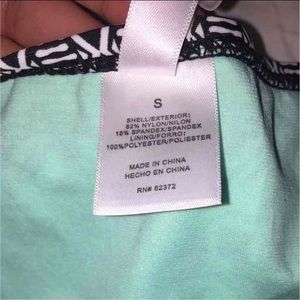 S
SHELL/EXTERIOR:
82% NYLON/NILON
18% SPANDEX/SPANDEX
LINING/FORRO:
100%POLYESTER/POLIESTER
MADE IN CHINA
HECHO EN CHINA
RN# 62372